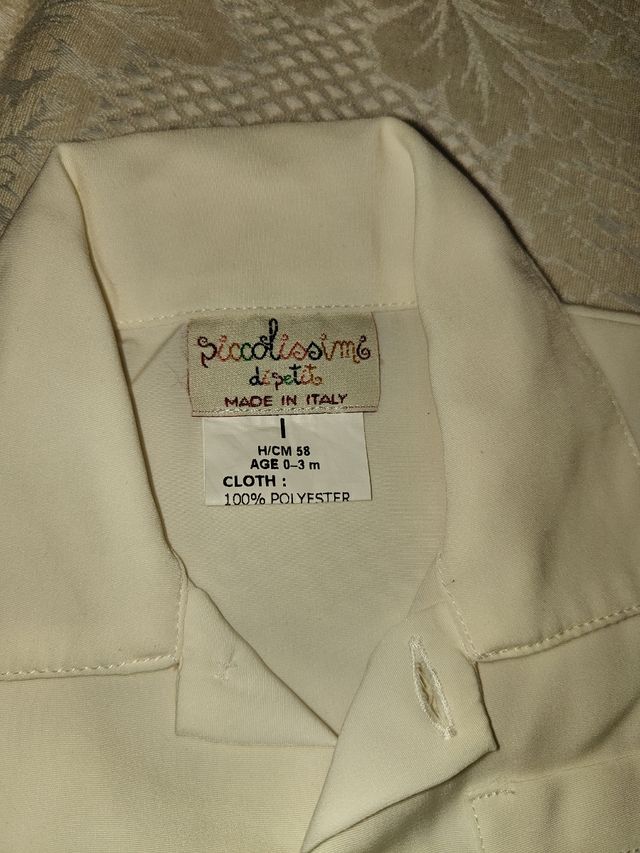 piccolissimi
di petit
MADE IN ITALY
I
H/CM 58
AGE 0–3 m
CLOTH :
100% POLYESTER